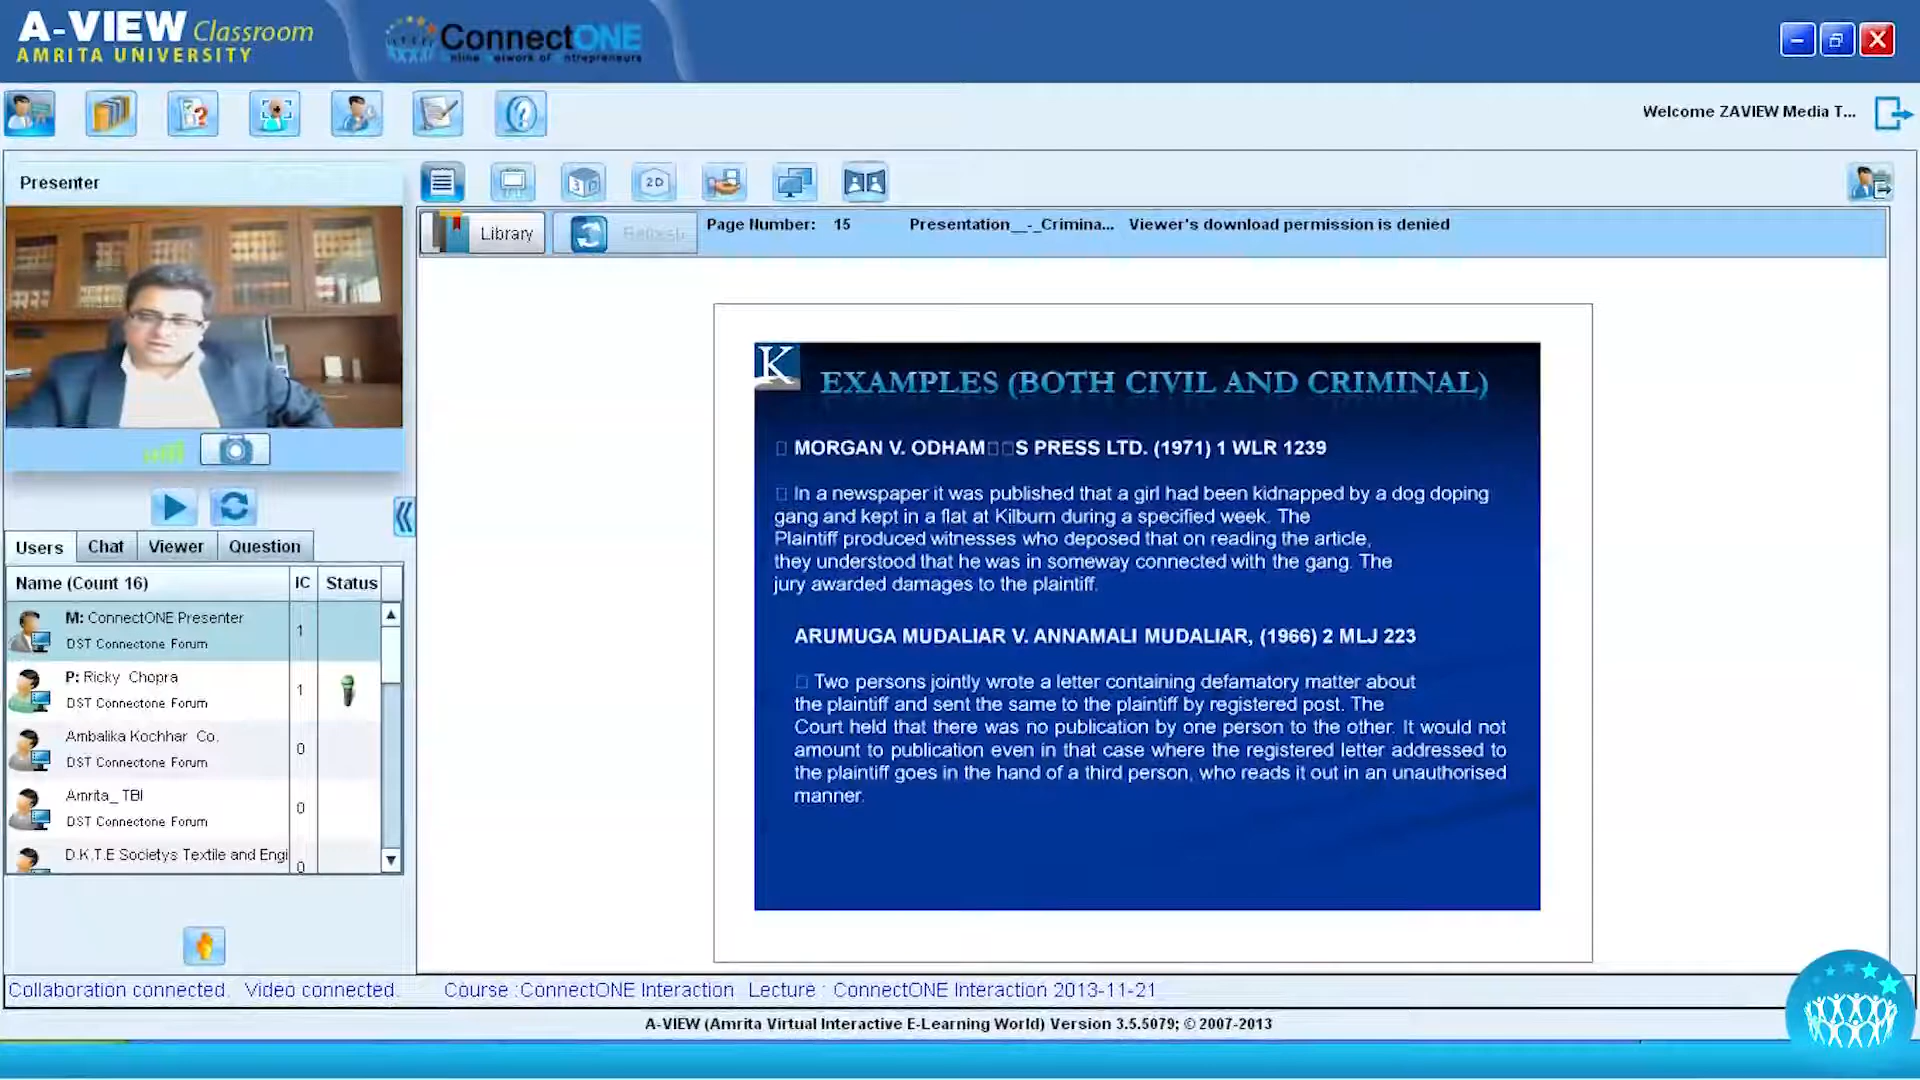 A-VIEW Classroom
AMRITA UNIVERSITY
ConnectONE
Welcome ZAVIEW Media T...
Presenter
3D
2D
Library
Refresh
Page Number: 15
Presentation__-_Crimina...
Viewer's download permission is denied
K
EXAMPLES (BOTH CIVIL AND CRIMINAL)
MORGAN V. ODHAM□□S PRESS LTD. (1971) 1 WLR 1239
In a newspaper it was published that a girl had been kidnapped by a dog doping
gang and kept in a flat at Kilburn during a specified week. The
Plaintiff produced witnesses who deposed that on reading the article,
they understood that he was in someway connected with the gang. The
jury awarded damages to the plaintiff.
ARUMUGA MUDALIAR V. ANNAMALI MUDALIAR, (1966) 2 MLJ 223
Two persons jointly wrote a letter containing defamatory matter about
the plaintiff and sent the same to the plaintiff by registered post. The
Court held that there was no publication by one person to the other. It would not
amount to publication even in that case where the registered letter addressed to
the plaintiff goes in the hand of a third person, who reads it out in an unauthorised
manner.
Users Chat Viewer Question
Name (Count 16) IC Status
M: ConnectONE Presenter
DST Connectone Forum
1
P: Ricky Chopra
DST Connectone Forum
1
Ambalika Kochhar Co.
DST Connectone Forum
0
Amrita_ TBI
DST Connectone Forum
0
D.K.T.E Societys Textile and Engi
0
Collaboration connected. Video connected.
Course :ConnectONE Interaction Lecture : ConnectONE Interaction 2013-11-21
A-VIEW (Amrita Virtual Interactive E-Learning World) Version 3.5.5079; © 2007-2013